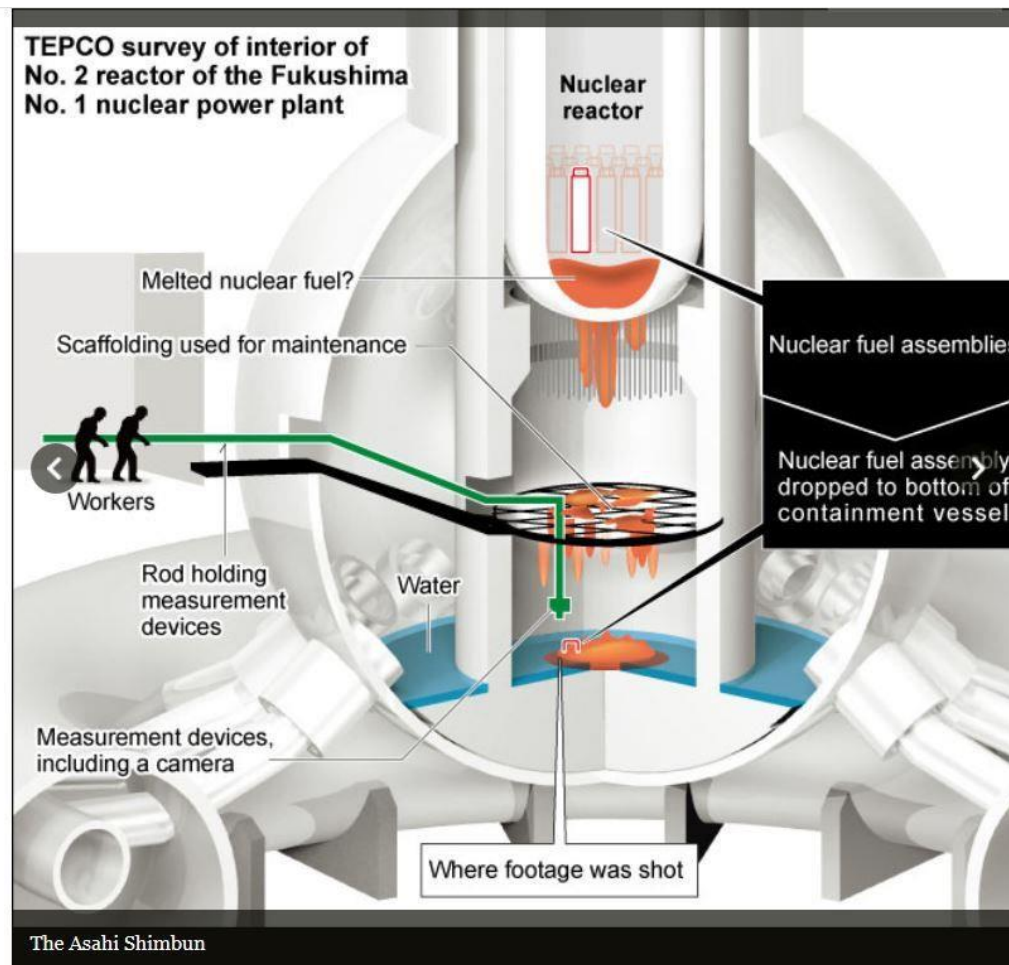 TEPCO survey of interior of
No. 2 reactor of the Fukushima
No. 1 nuclear power plant
Nuclear
reactor
Melted nuclear fuel?
Scaffolding used for maintenance
Nuclear fuel assemblies
Workers
Nuclear fuel assembly
dropped to bottom of
containment vessel
Rod holding
measurement
devices
Water
Measurement devices,
including a camera
Where footage was shot
The Asahi Shimbun